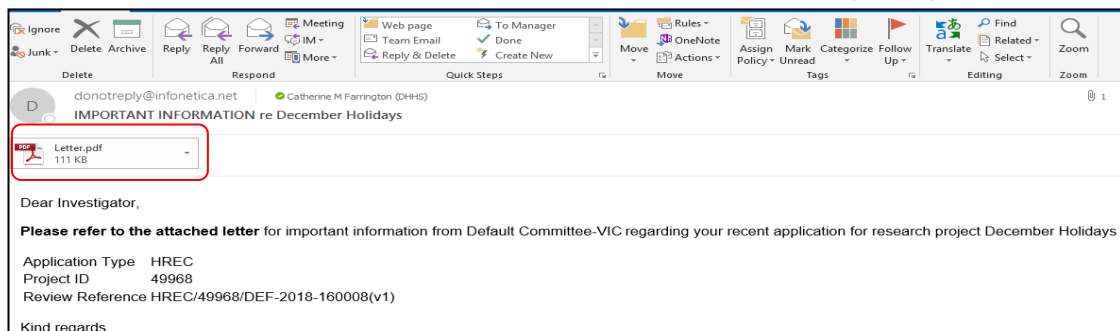 Ignore
Junk
Delete Archive
Reply Reply All Forward
Meeting
IM
More
Web page
Team Email
Reply & Delete
To Manager
Done
Create New
Move
Rules
OneNote
Actions
Assign Policy Mark Unread Categorize Follow Up
Translate
Find
Related
Select
Zoom
Delete Respond Quick Steps Move Tags Editing Zoom
D donotreply@infonetica.net Catherine M Farrington (DHHS) 1
IMPORTANT INFORMATION re December Holidays
PDF Letter.pdf
111 KB
Dear Investigator,
Please refer to the attached letter for important information from Default Committee-VIC regarding your recent application for research project December Holidays
Application Type HREC
Project ID 49968
Review Reference HREC/49968/DEF-2018-160008(v1)
Kind regards